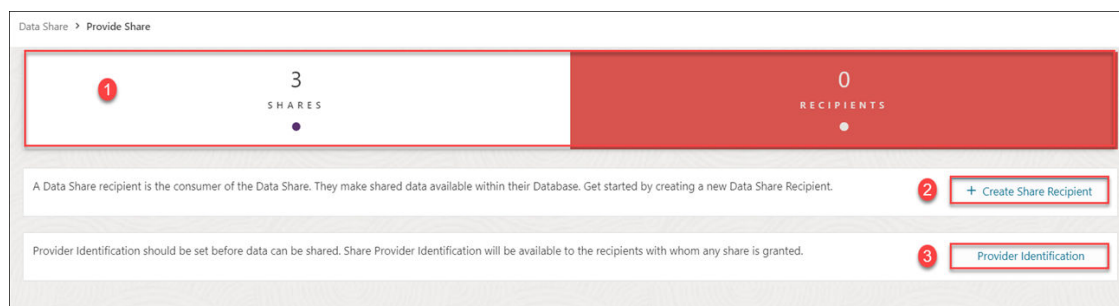 Data Share > Provide Share
1
3
SHARES
0
RECIPIENTS
A Data Share recipient is the consumer of the Data Share. They make shared data available within their Database. Get started by creating a new Data Share Recipient.
2
+ Create Share Recipient
Provider Identification should be set before data can be shared. Share Provider Identification will be available to the recipients with whom any share is granted.
3
Provider Identification